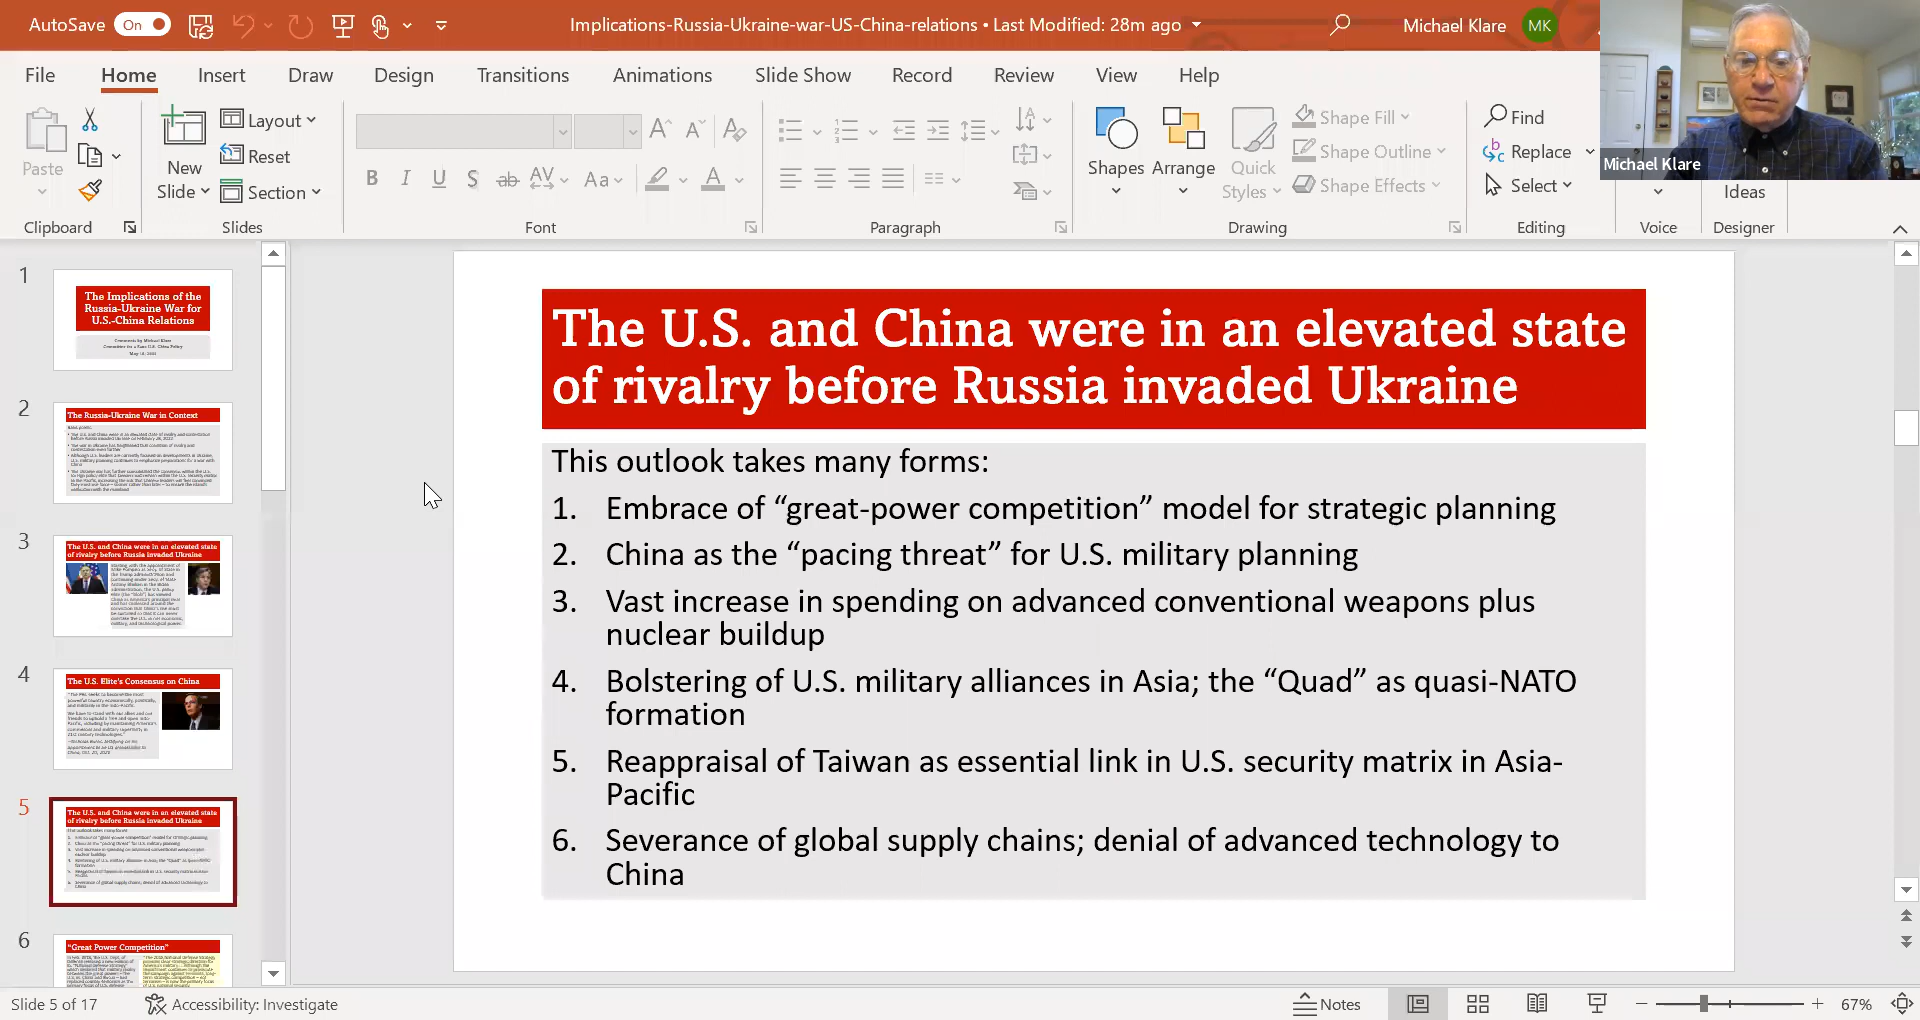 AutoSave On
Implications-Russia-Ukraine-war-US-China-relations • Last Modified: 28m ago
Michael Klare MK
File Home Insert Draw Design Transitions Animations Slide Show Record Review View Help
Paste
Clipboard
New
Slide
Layout
Reset
Section
Slides
Font
Paragraph
Shapes
Arrange
Quick
Styles
Shape Fill
Shape Outline
Shape Effects
Drawing
Find
Replace
Select
Editing
Voice
Ideas
Designer
Michael Klare
1
The Implications of the
Russia-Ukraine War for
U.S.-China Relations
2
The Russia-Ukraine War in Context
3
The U.S. and China were in an elevated state
of rivalry before Russia invaded Ukraine
4
The U.S. Elite's Consensus on China
5
The U.S. and China were in an elevated state
of rivalry before Russia invaded Ukraine
6
"Great Power Competition"
The U.S. and China were in an elevated state
of rivalry before Russia invaded Ukraine
This outlook takes many forms:
1. Embrace of “great-power competition” model for strategic planning
2. China as the “pacing threat” for U.S. military planning
3. Vast increase in spending on advanced conventional weapons plus
nuclear buildup
4. Bolstering of U.S. military alliances in Asia; the “Quad” as quasi-NATO
formation
5. Reappraisal of Taiwan as essential link in U.S. security matrix in Asia-
Pacific
6. Severance of global supply chains; denial of advanced technology to
China
Slide 5 of 17
Accessibility: Investigate
Notes
67%